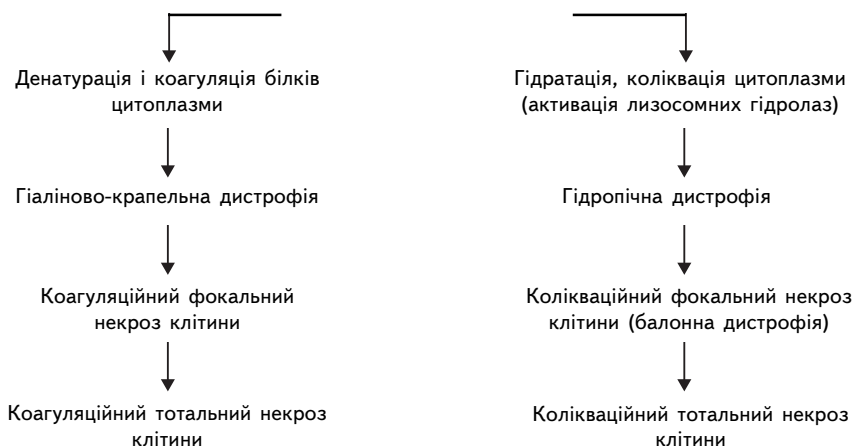 Денатурація і коагуляція білків
цитоплазми
Гідратація, коліквація цитоплазми
(активація лизосомних гідролаз)
Гіаліново-крапельна дистрофія
Гідропічна дистрофія
Коагуляційний фокальний
некроз клітини
Колікваційний фокальний некроз
клітини (балонна дистрофія)
Коагуляційний тотальний некроз
клітини
Колікваційний тотальний некроз
клітини